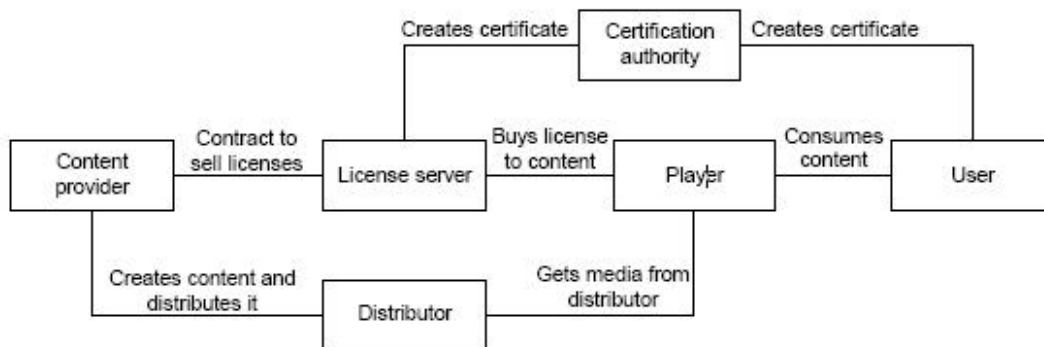 Creates certificate
Certification
authority
Creates certificate
Content
provider
Contract to
sell licenses
License server
Buys license
to content
Player
Consumes
content
User
Creates content and
distributes it
Distributor
Gets media from
distributor